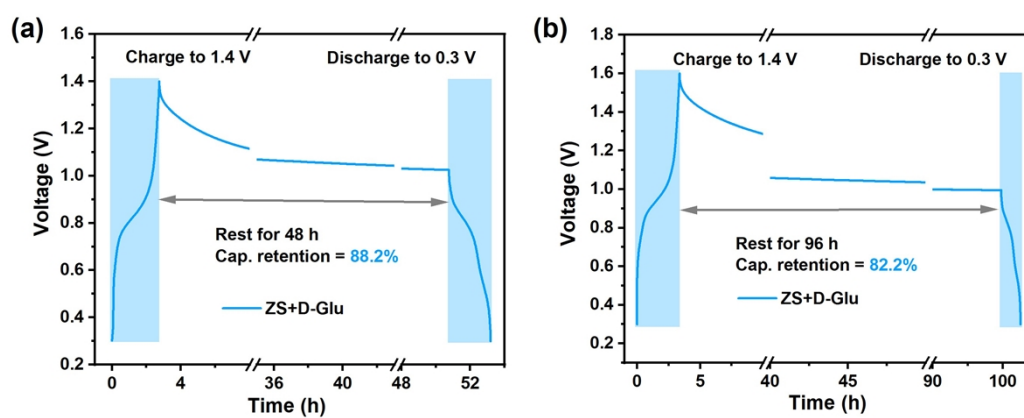 (a)
Charge to 1.4 V
Discharge to 0.3 V
1.6
1.4
1.2
1.0
0.8
0.6
0.4
0.2
Voltage (V)
Rest for 48 h
Cap. retention = 88.2%
ZS+D-Glu
0 4 36 40 48 52
Time (h)
(b)
Charge to 1.4 V
Discharge to 0.3 V
1.8
1.6
1.4
1.2
1.0
0.8
0.6
0.4
0.2
Voltage (V)
Rest for 96 h
Cap. retention = 82.2%
ZS+D-Glu
0 5 40 45 90 100
Time (h)